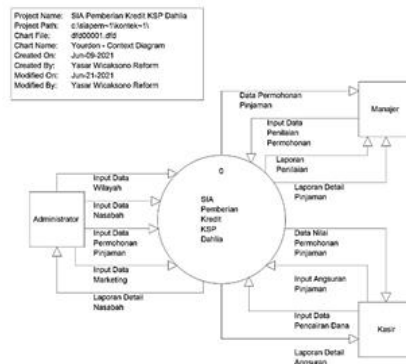 Project Name: SIA Pemberian Kredit KSP Dahlia
Project Path: c:\siapem~1\kontek~1\
Chart File: dfd00001.dfd
Chart Name: Yourdon - Context Diagram
Created On: Jun-09-2021
Created By: Yasar Wicaksono Reform
Modified On: Jun-21-2021
Modified By: Yasar Wicaksono Reform
Data Permohonan
Pinjaman
Manajer
Input Data
Penilaian
Permohonan
Laporan
Penilaian
Laporan Detail
Pinjaman
0
SIA
Pemberian
Kredit
KSP
Dahlia
Administrator
Input Data
Wilayah
Input Data
Nasabah
Input Data
Permohonan
Pinjaman
Input Data
Marketing
Laporan Detail
Nasabah
Data Nilai
Permohonan
Pinjaman
Input Angsuran
Pinjaman
Input Data
Pencairan Dana
Kasir
Laporan Detail
Angsuran